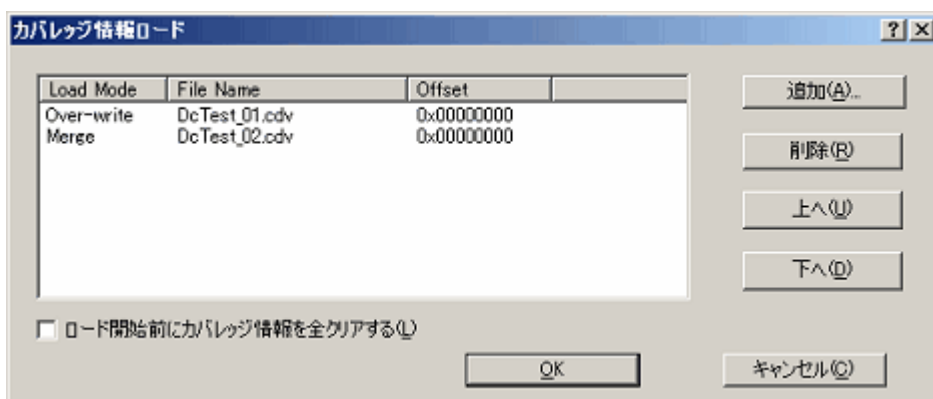 カバレッジ情報ロード
Load Mode File Name Offset
Over-write DcTest_01.cdv 0x00000000
Merge DcTest_02.cdv 0x00000000
追加(A)...
削除(R)
上へ(U)
下へ(D)
ロード開始前にカバレッジ情報を全クリアする(L)
OK キャンセル(C)